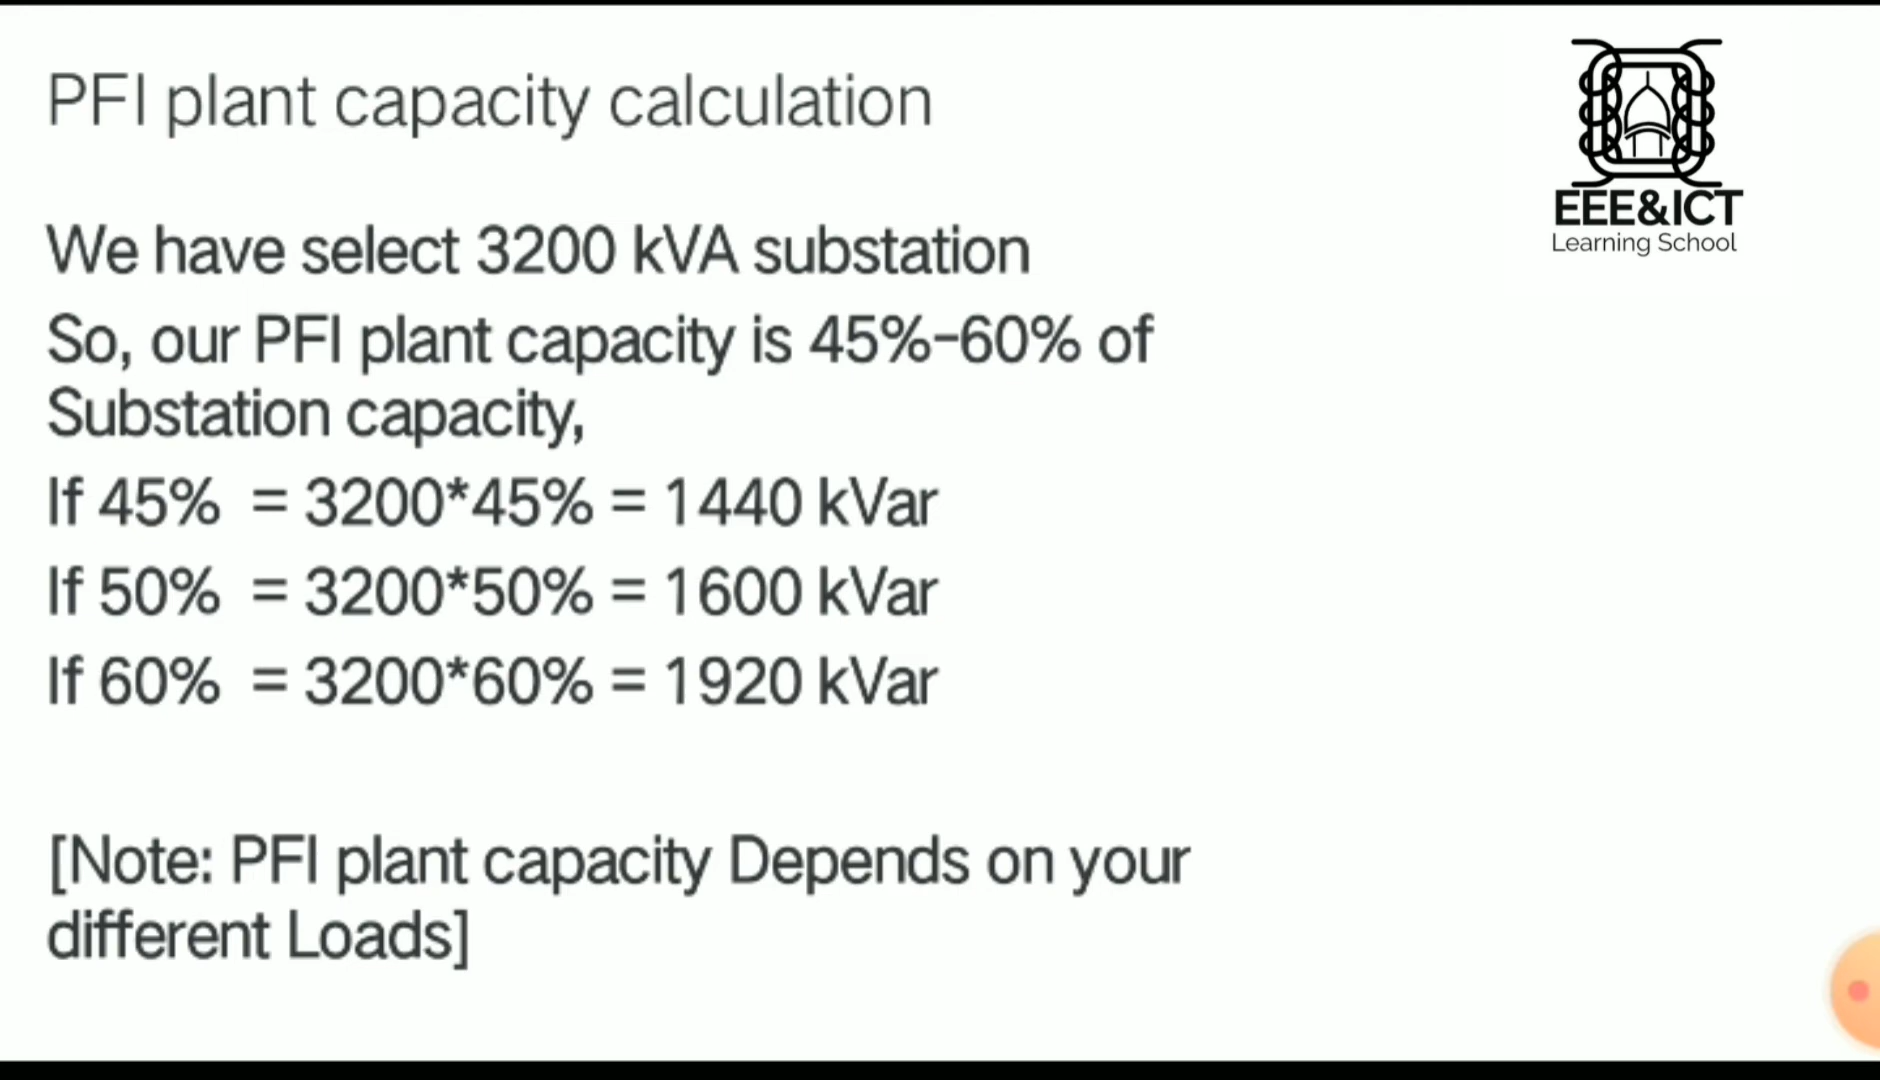 PFI plant capacity calculation
EEE&ICT
Learning School
We have select 3200 kVA substation
So, our PFI plant capacity is 45%-60% of
Substation capacity,
If 45% = 3200*45% = 1440 kVar
If 50% = 3200*50% = 1600 kVar
If 60% = 3200*60% = 1920 kVar
[Note: PFI plant capacity Depends on your
different Loads]